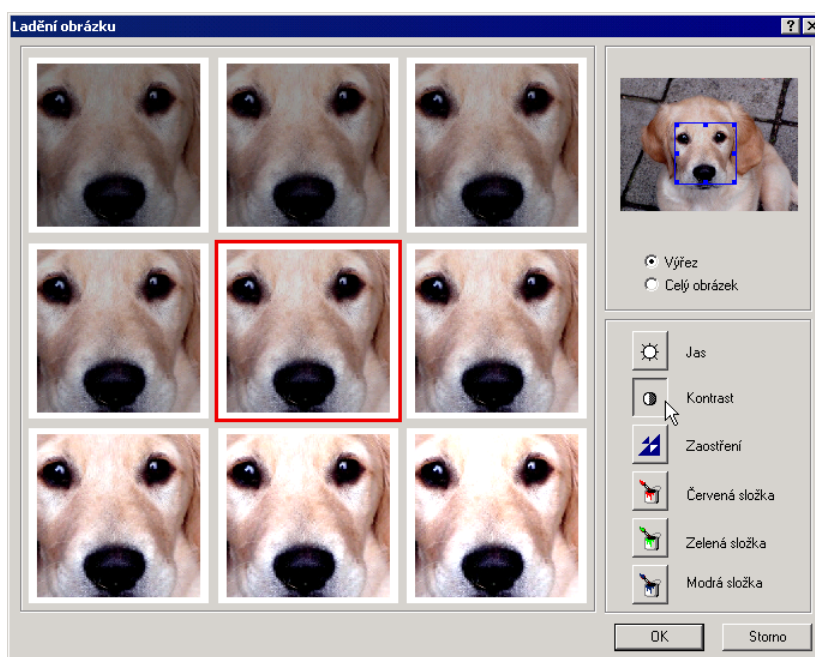 Ladění obrázku
Výřez
Celý obrázek
Jas
Kontrast
Zaostření
Červená složka
Zelená složka
Modrá složka
OK
Storno